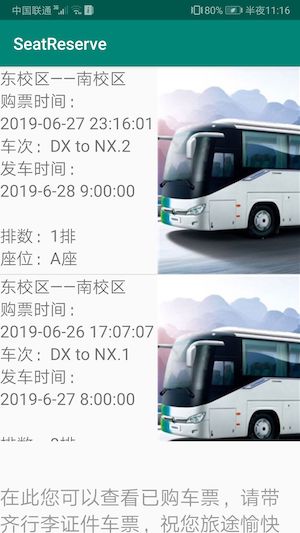 中国联通 80% 半夜11:16
SeatReserve
东校区——南校区
购票时间：
2019-06-27 23:16:01
车次：DX to NX.2
发车时间：
2019-6-28 9:00:00
排数：1排
座位：A座
东校区——南校区
购票时间：
2019-06-26 17:07:07
车次：DX to NX.1
发车时间：
2019-6-27 8:00:00
在此您可以查看已购车票，请带
齐行李证件车票，祝您旅途愉快